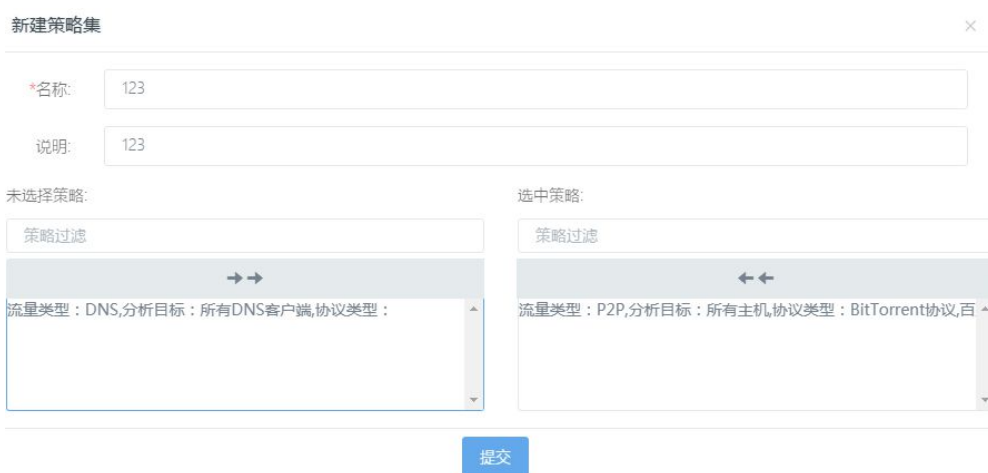 新建策略集
*名称: 123
说明: 123
未选择策略:
选中策略:
策略过滤
策略过滤
流量类型：DNS,分析目标：所有DNS客户端,协议类型：
流量类型：P2P,分析目标：所有主机,协议类型：BitTorrent协议,百
提交